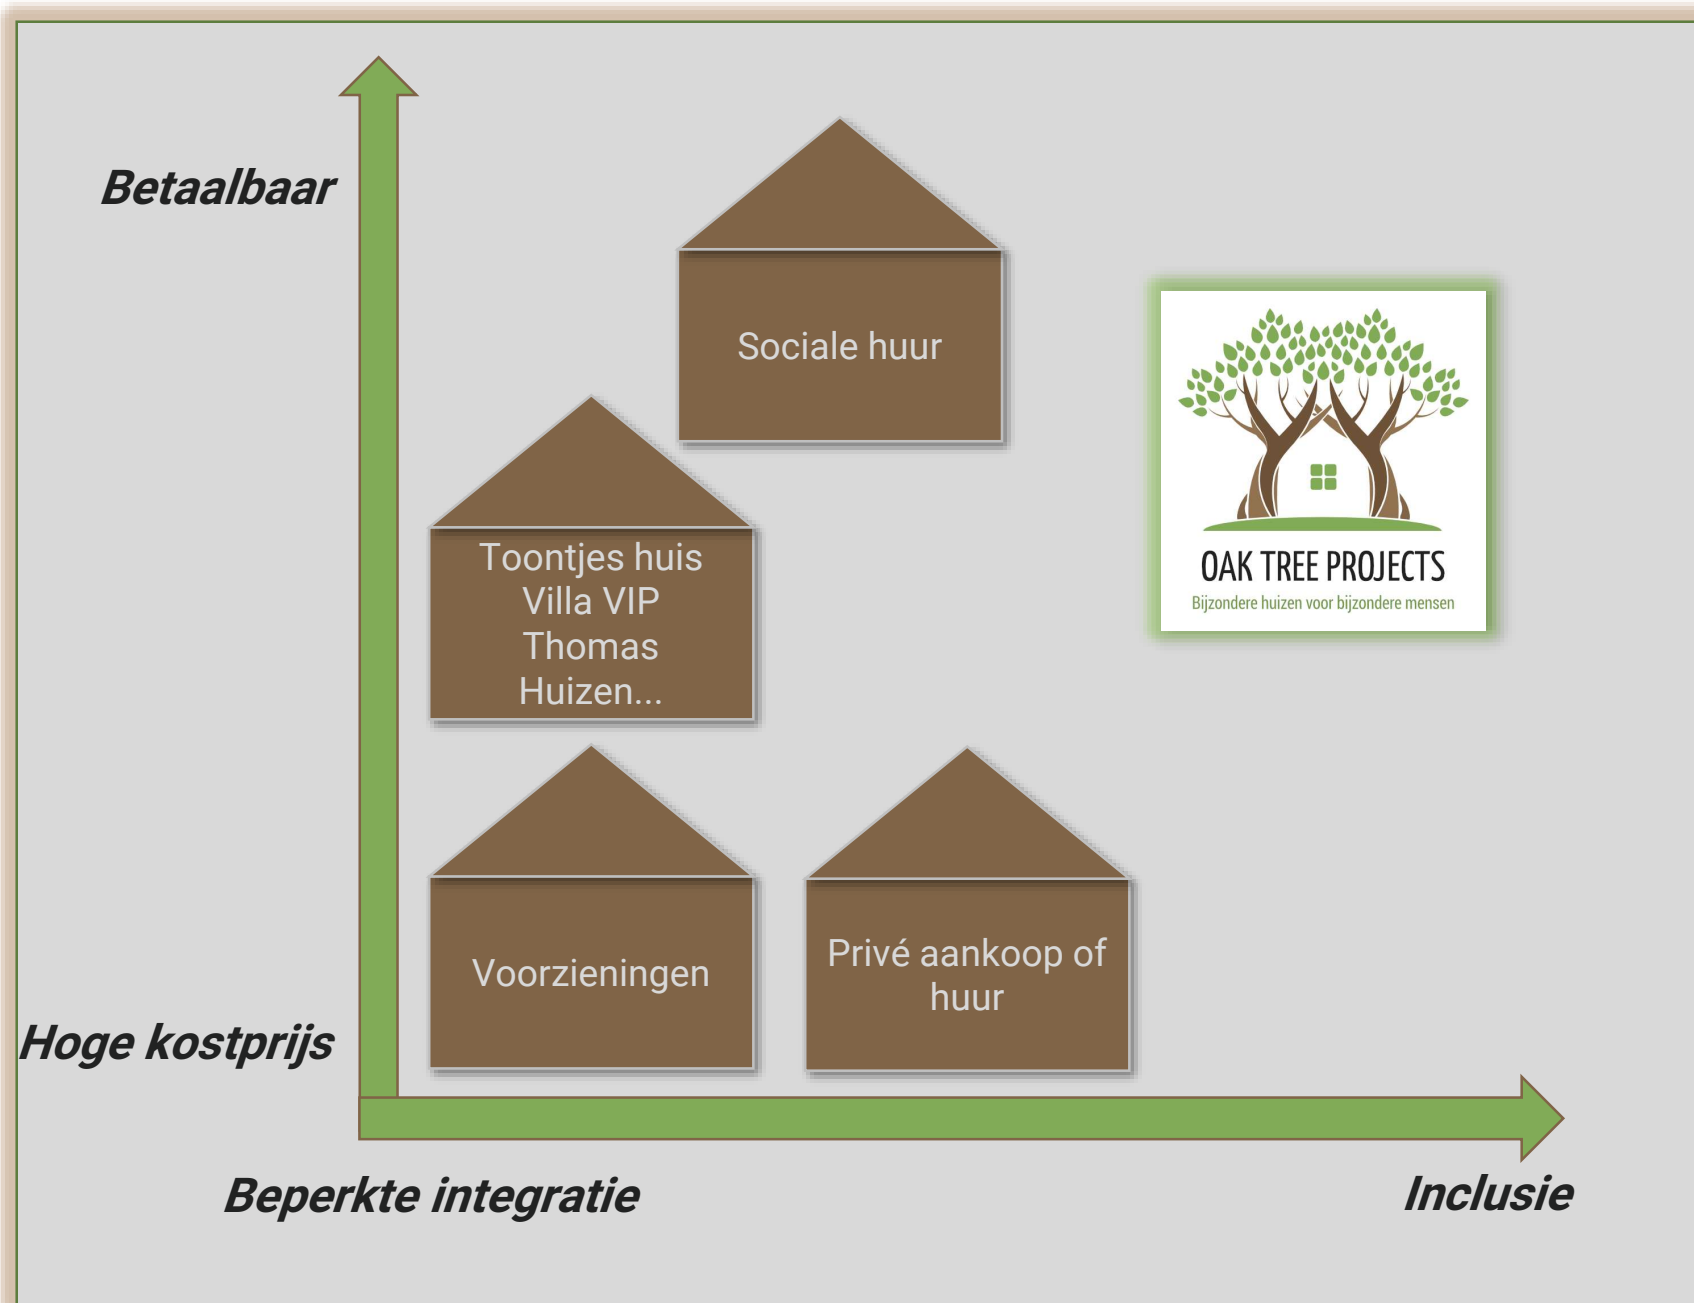 Betaalbaar
Sociale huur
OAK TREE PROJECTS
Bijzondere huizen voor bijzondere mensen
Toontjes huis
Villa VIP
Thomas
Huizen...
Voorzieningen
Privé aankoop of
huur
Hoge kostprijs
Beperkte integratie
Inclusie